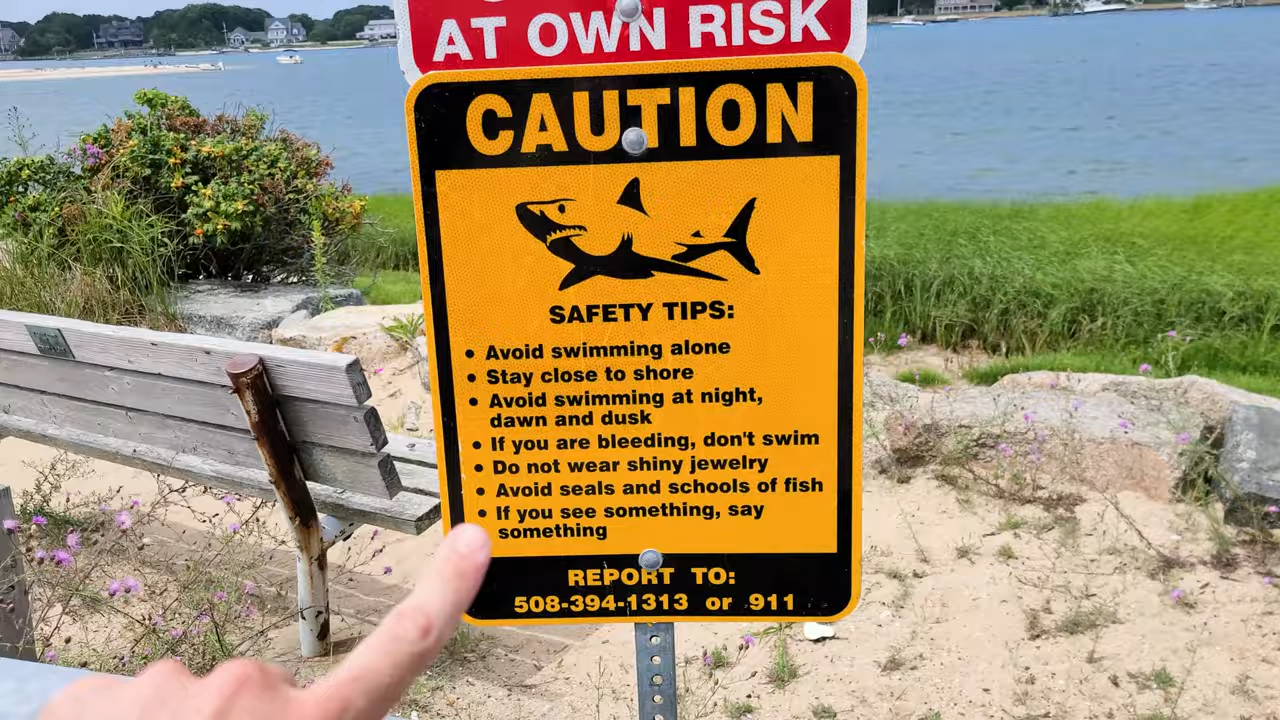 AT OWN RISK
CAUTION
SAFETY TIPS:
• Avoid swimming alone
• Stay close to shore
• Avoid swimming at night,
dawn and dusk
• If you are bleeding, don't swim
• Do not wear shiny jewelry
• Avoid seals and schools of fish
• If you see something, say
something
REPORT TO:
508-394-1313 or 911